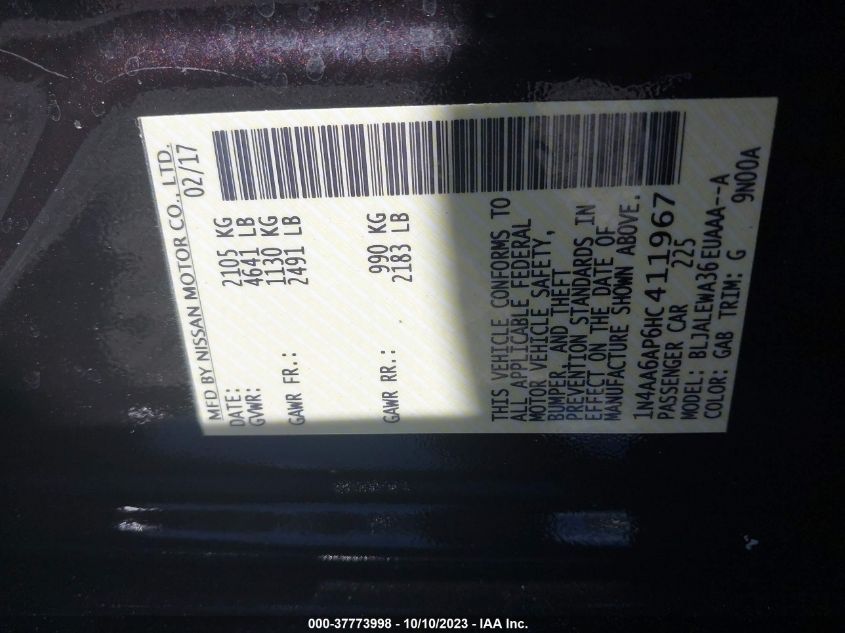 MFD BY NISSAN MOTOR CO., LTD.
DATE: 02/17
GVWR: 2105 KG
4641 LB
GAWR FR.: 1130 KG
2491 LB
GAWR RR.: 990 KG
2183 LB
THIS VEHICLE CONFORMS TO
ALL APPLICABLE FEDERAL
MOTOR VEHICLE SAFETY,
BUMPER, AND THEFT
PREVENTION STANDARDS IN
EFFECT ON THE DATE OF
MANUFACTURE SHOWN ABOVE.
1N4AA6AP6HC411967
PASSENGER CAR 225
MODEL: BLJALEWA36EUAAA--A
COLOR: GAB TRIM: G 9N00A
000-37773998 - 10/10/2023 - IAA Inc.